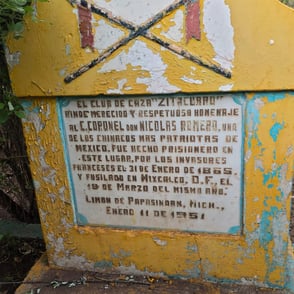 EL CLUB DE CAZA "ZITACUARO"
RINDE MERECIDO Y RESPETUOSO HOMENAJE
AL C. CORONEL DON NICOLAS ROMERO, UNO
DE LOS CHINACOS MAS PATRIOTAS DE
MEXICO. FUE HECHO PRISIONERO EN
ESTE LUGAR, POR LOS INVASORES
FRANCESES EL 31 DE ENERO DE 1865
Y FUSILADO EN MIXCALCO, D.F., EL
19 DE MARZO DEL MISMO AÑO.
LIMON DE PAPASINDAN, MICH.,
ENERO 11 DE 1951